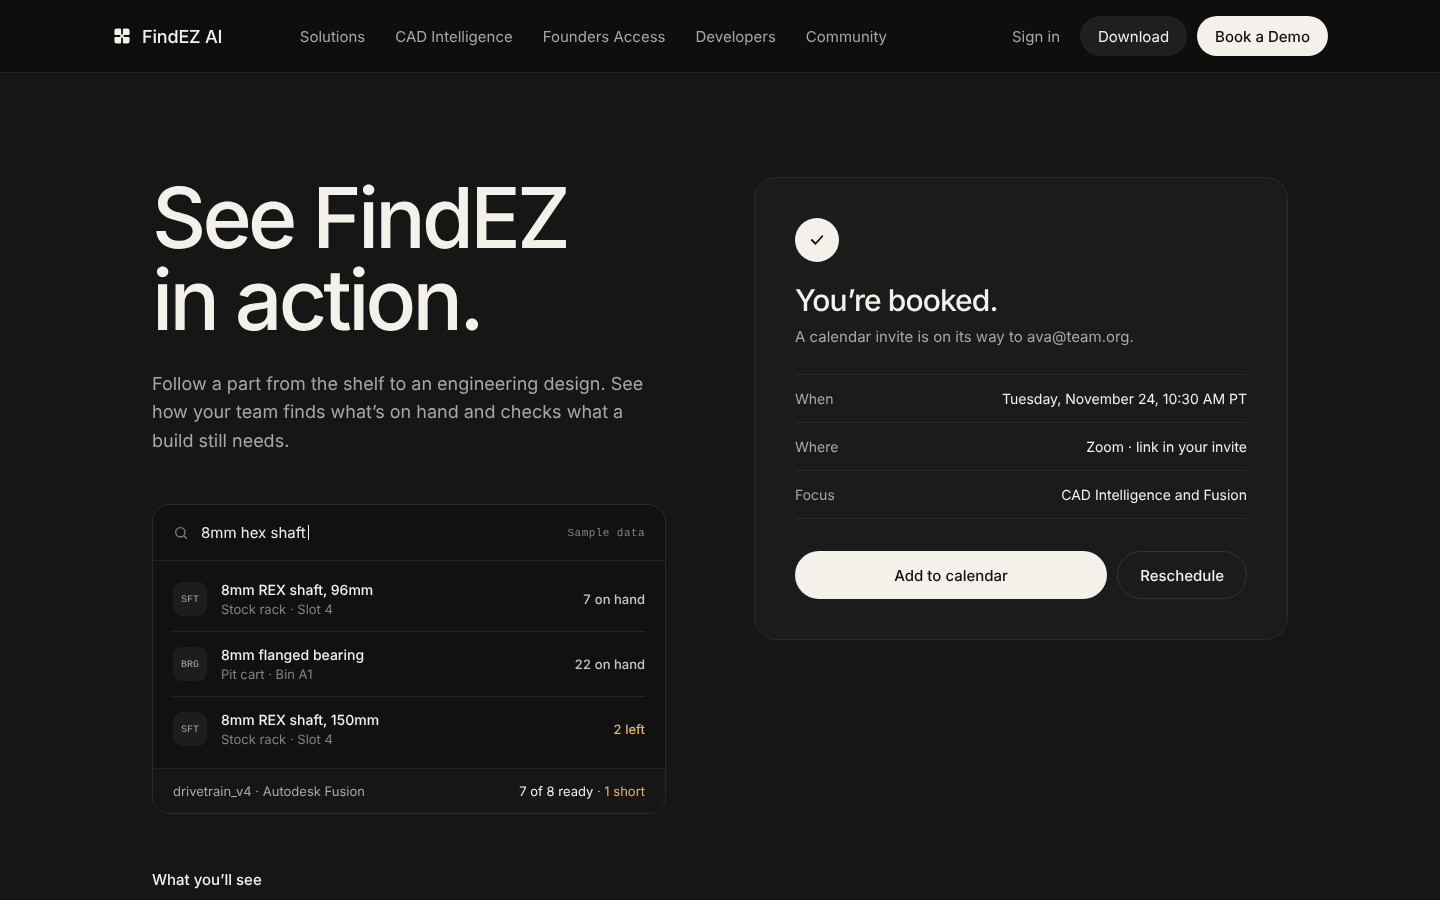 FindEZ AI
Solutions
CAD Intelligence
Founders Access
Developers
Community
Sign in
Download
Book a Demo
See FindEZ
in action.
Follow a part from the shelf to an engineering design. See
how your team finds what’s on hand and checks what a
build still needs.
8mm hex shaft
Sample data
SFT
8mm REX shaft, 96mm
Stock rack · Slot 4
7 on hand
BRG
8mm flanged bearing
Pit cart · Bin A1
22 on hand
SFT
8mm REX shaft, 150mm
Stock rack · Slot 4
2 left
drivetrain_v4 · Autodesk Fusion
7 of 8 ready · 1 short
What you’ll see
You’re booked.
A calendar invite is on its way to ava@team.org.
When
Tuesday, November 24, 10:30 AM PT
Where
Zoom · link in your invite
Focus
CAD Intelligence and Fusion
Add to calendar
Reschedule